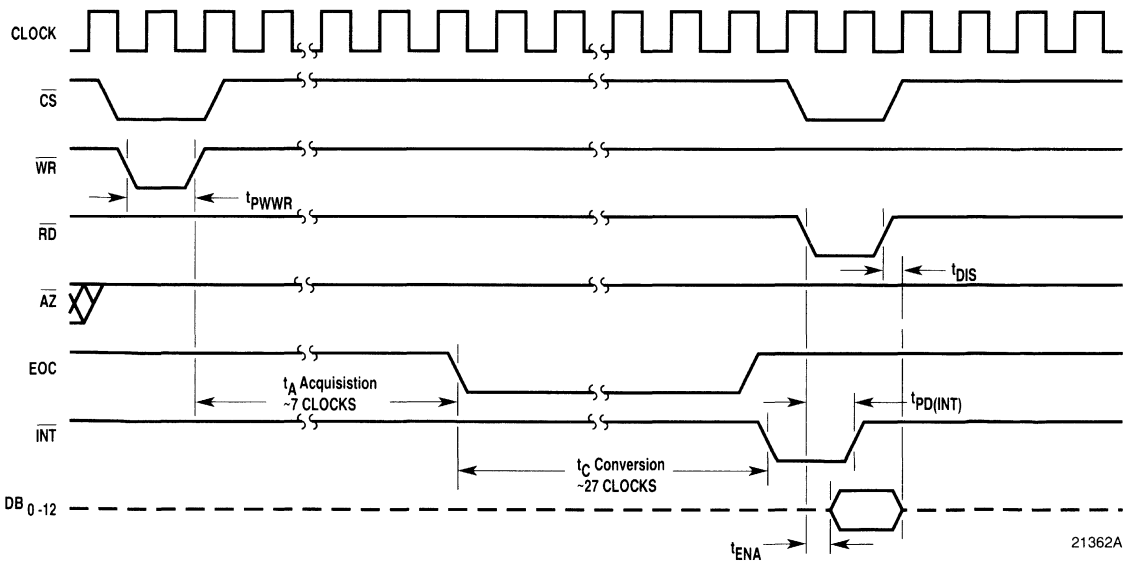 CLOCK
CS
WR
tPWWR
RD
tDIS
AZ
EOC
tA Acquisistion
~7 CLOCKS
tPD(INT)
INT
tC Conversion
~27 CLOCKS
DB 0 -12
tENA
21362A